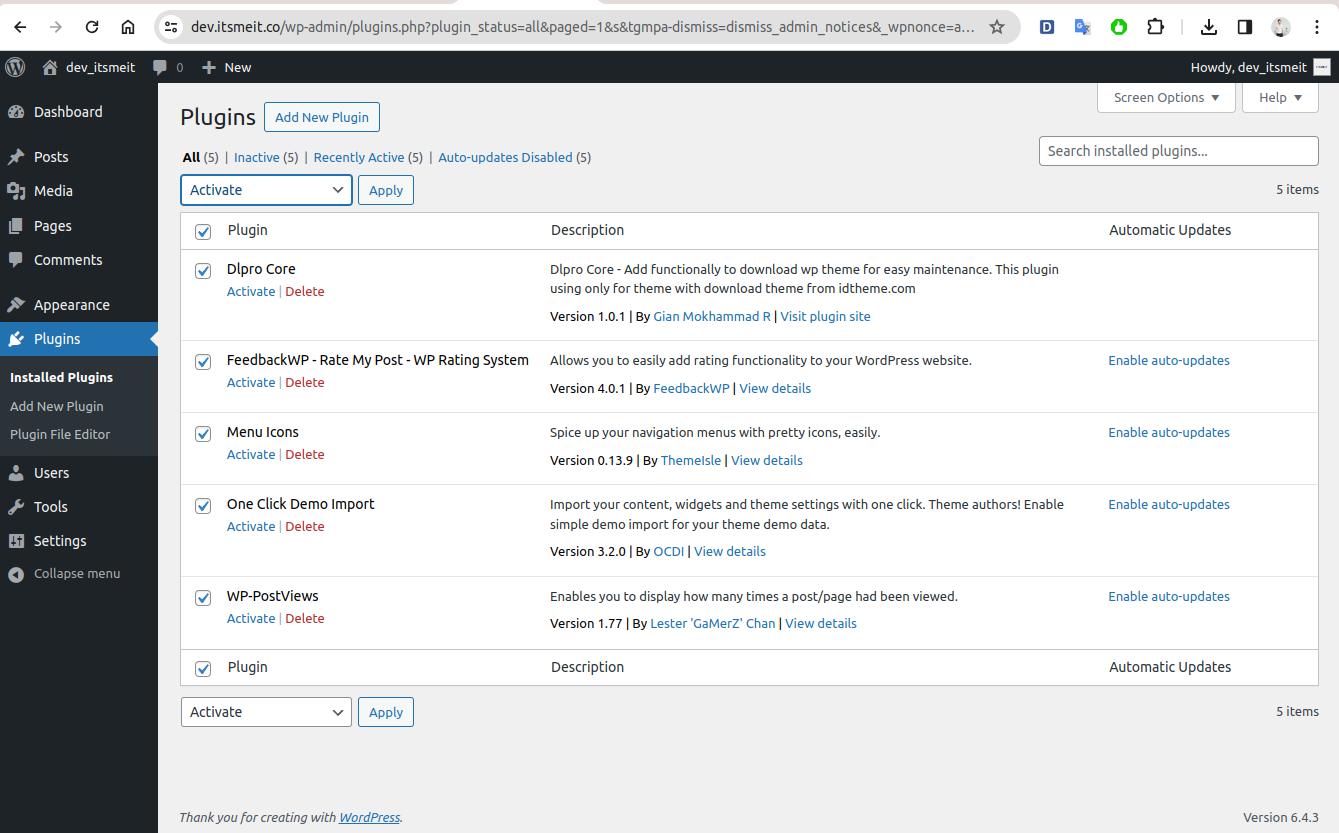 dev.itsmeit.co/wp-admin/plugins.php?plugin_status=all&paged=1&s&tgmpa-dismiss=dismiss_admin_notices&_wpnonce=a...
dev_itsmeit 0 + New Howdy, dev_itsmeit
Screen Options ▼ Help ▼
Dashboard
Posts
Media
Pages
Comments
Appearance
Plugins
Installed Plugins
Add New Plugin
Plugin File Editor
Users
Tools
Settings
Collapse menu
Plugins Add New Plugin
All (5) | Inactive (5) | Recently Active (5) | Auto-updates Disabled (5)
Search installed plugins...
Activate Apply 5 items
Plugin Description Automatic Updates
Dlpro Core
Activate | Delete
Dlpro Core - Add functionally to download wp theme for easy maintenance. This plugin
using only for theme with download theme from idtheme.com
Version 1.0.1 | By Gian Mokhammad R | Visit plugin site
FeedbackWP - Rate My Post - WP Rating System
Activate | Delete
Allows you to easily add rating functionality to your WordPress website.
Version 4.0.1 | By FeedbackWP | View details
Enable auto-updates
Menu Icons
Activate | Delete
Spice up your navigation menus with pretty icons, easily.
Version 0.13.9 | By ThemeIsle | View details
Enable auto-updates
One Click Demo Import
Activate | Delete
Import your content, widgets and theme settings with one click. Theme authors! Enable
simple demo import for your theme demo data.
Version 3.2.0 | By OCDI | View details
Enable auto-updates
WP-PostViews
Activate | Delete
Enables you to display how many times a post/page had been viewed.
Version 1.77 | By Lester 'GaMerZ' Chan | View details
Enable auto-updates
Plugin Description Automatic Updates
Activate Apply 5 items
Thank you for creating with WordPress. Version 6.4.3